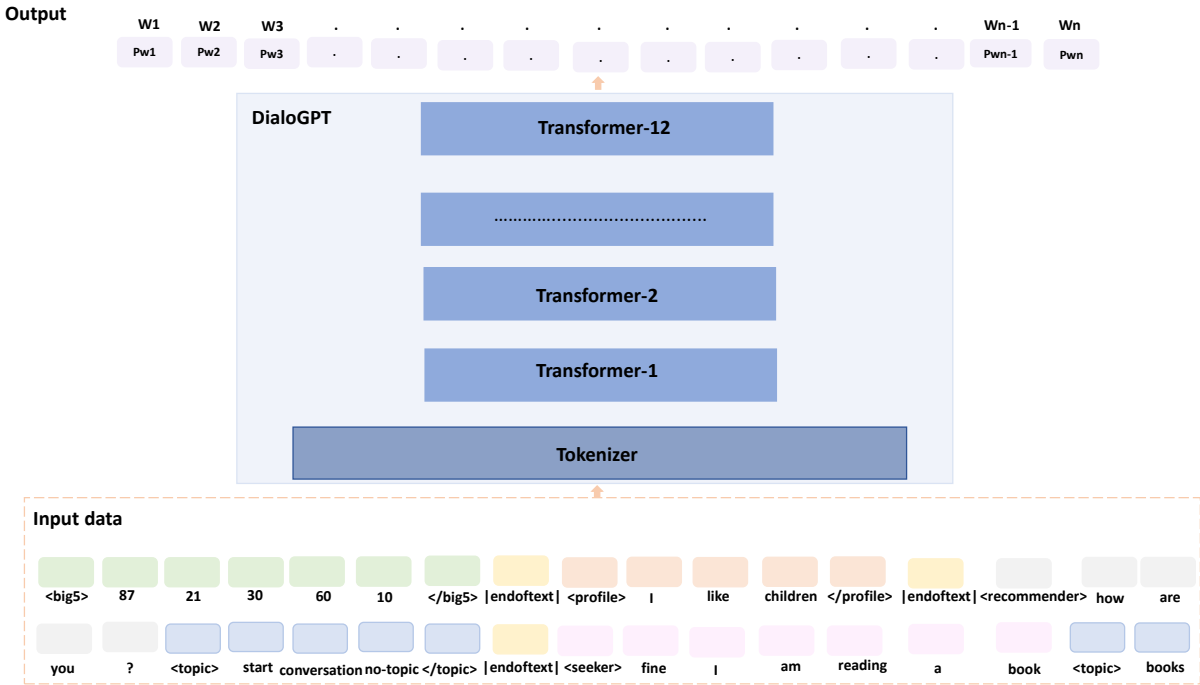 Output
W1 W2 W3 . . . . . . . . . . Wn-1 Wn
Pw1 Pw2 Pw3 . . . . . . . . . . Pwn-1 Pwn
DialoGPT
Transformer-12
...........................................
Transformer-2
Transformer-1
Tokenizer
Input data
<big5> 87 21 30 60 10 </big5> |endoftext| <profile> I like children </profile> |endoftext| <recommender> how are
you ? <topic> start conversation no-topic </topic> |endoftext| <seeker> fine I am reading a book <topic> books